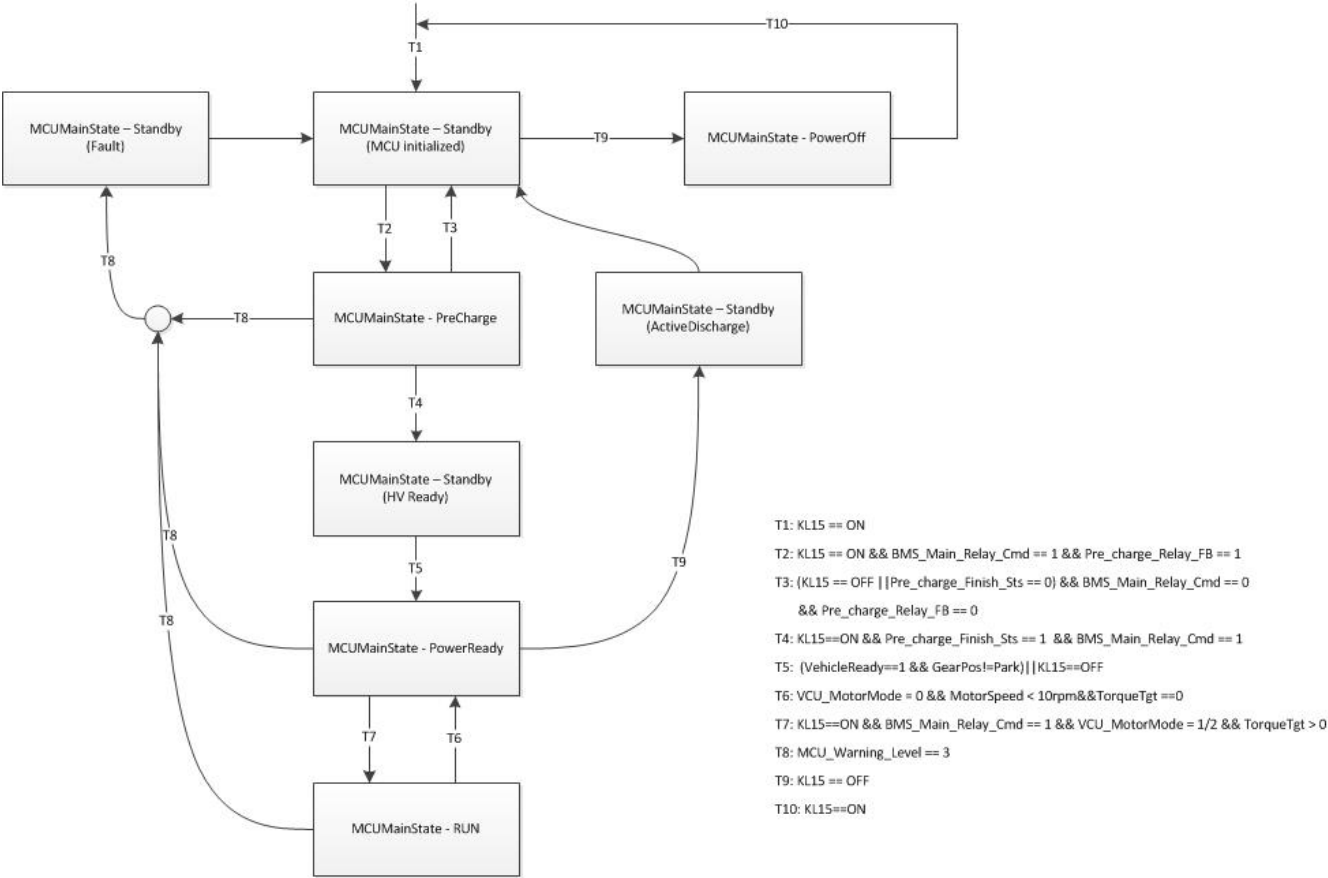 T10
T1
MCUMainState – Standby
(Fault)
MCUMainState – Standby
(MCU initialized)
T9
MCUMainState - PowerOff
T2
T3
T8
MCUMainState – Standby
(ActiveDischarge)
T8
MCUMainState - PreCharge
T4
MCUMainState – Standby
(HV Ready)
T8
T5
T9
T8
MCUMainState - PowerReady
T7
T6
MCUMainState - RUN
T1: KL15 == ON
T2: KL15 == ON && BMS_Main_Relay_Cmd == 1 && Pre_charge_Relay_FB == 1
T3: (KL15 == OFF ||Pre_charge_Finish_Sts == 0) && BMS_Main_Relay_Cmd == 0
&& Pre_charge_Relay_FB == 0
T4: KL15==ON && Pre_charge_Finish_Sts == 1 && BMS_Main_Relay_Cmd == 1
T5: (VehicleReady==1 && GearPos!=Park)||KL15==OFF
T6: VCU_MotorMode = 0 && MotorSpeed < 10rpm&&TorqueTgt ==0
T7: KL15==ON && BMS_Main_Relay_Cmd == 1 && VCU_MotorMode = 1/2 && TorqueTgt > 0
T8: MCU_Warning_Level == 3
T9: KL15 == OFF
T10: KL15==ON